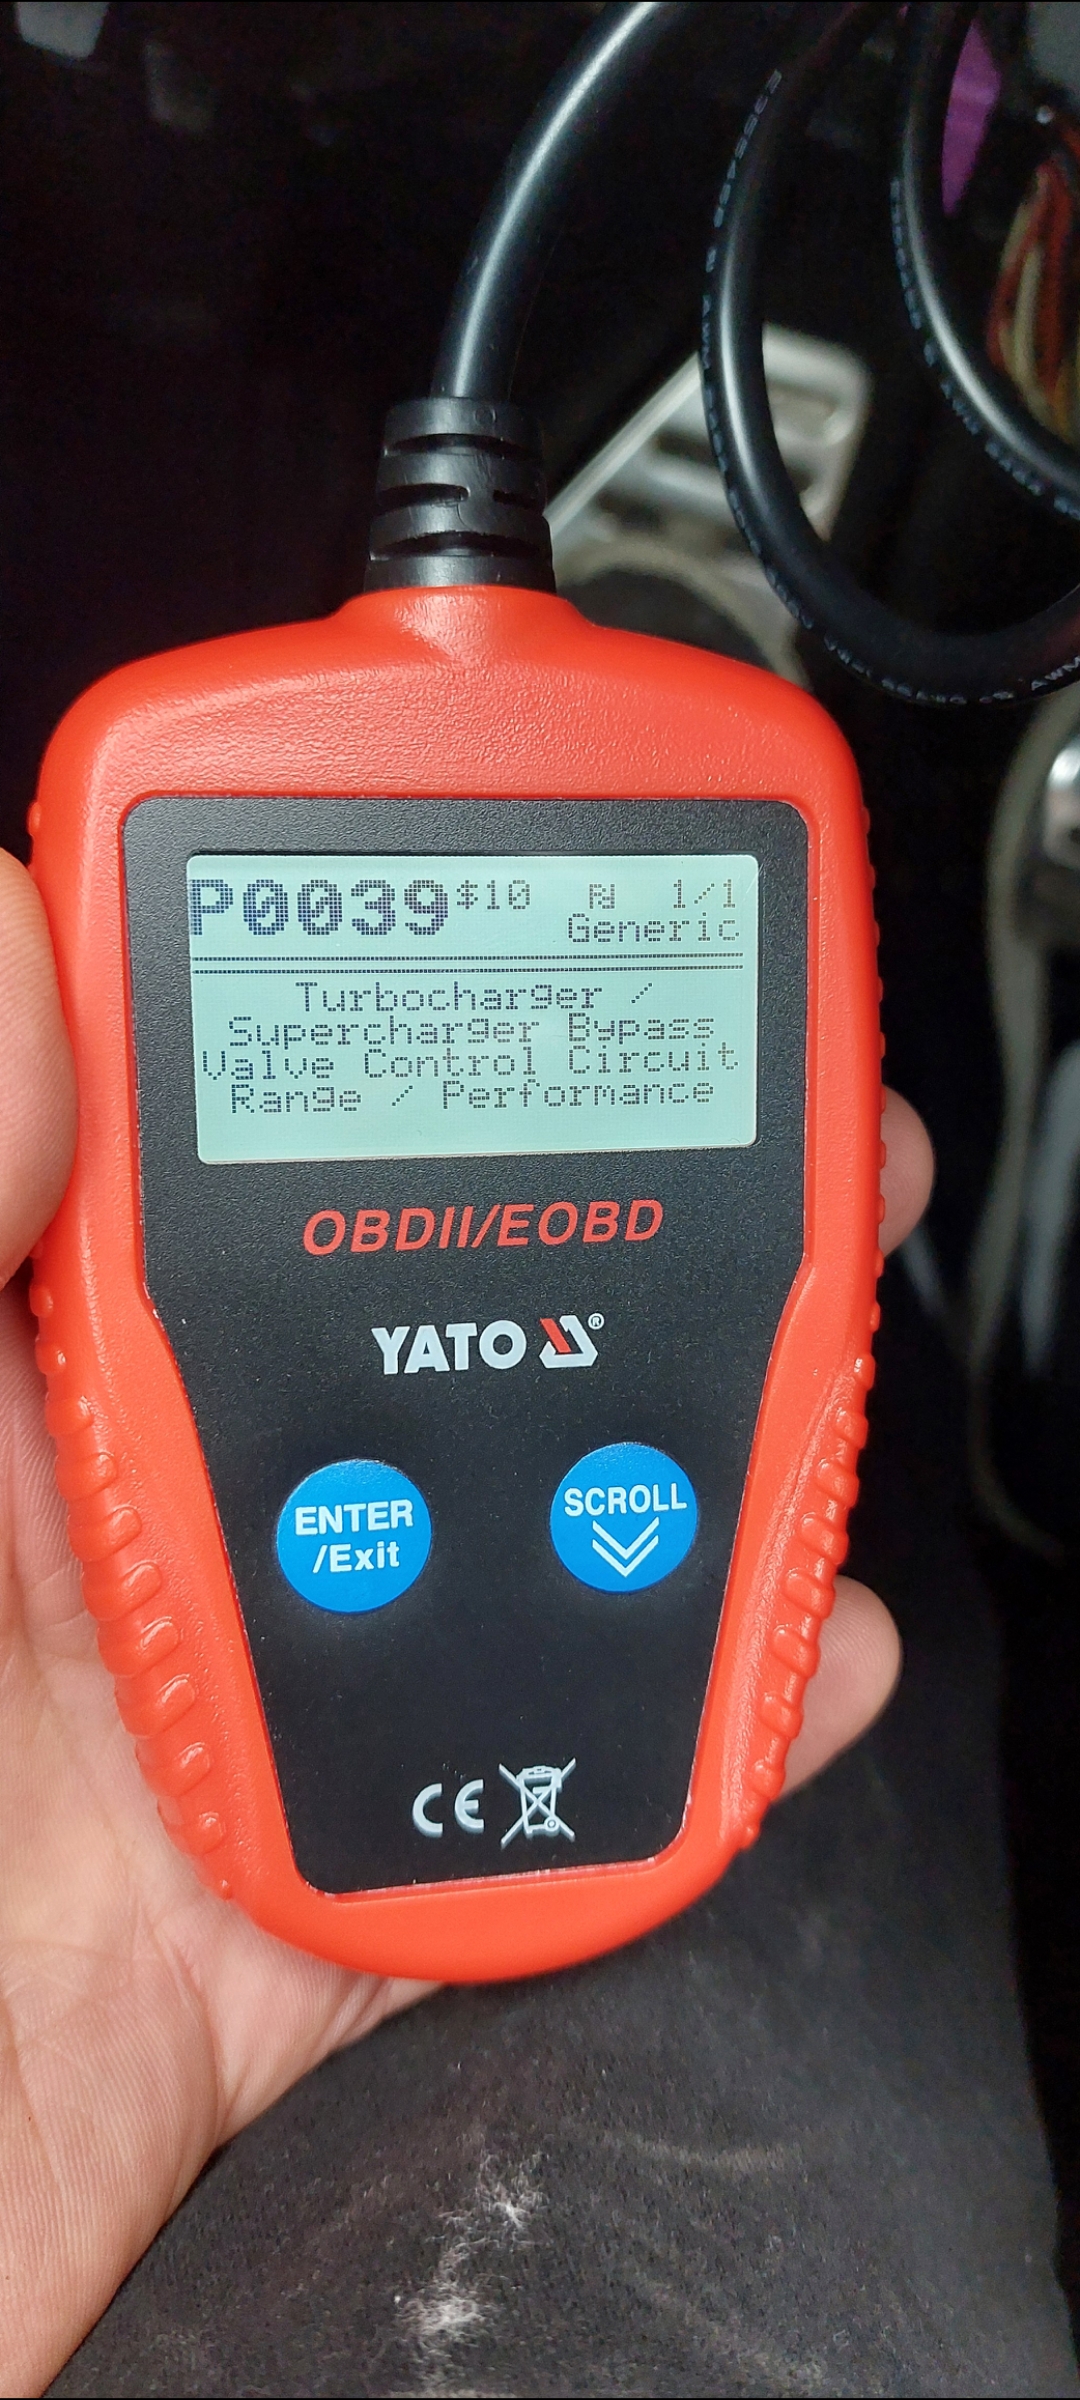 P0039 $10 1/1
Generic
Turbocharger /
Supercharger Bypass
Valve Control Circuit
Range / Performance
OBDII/EOBD
YATO ®
ENTER
/Exit
SCROLL
CE